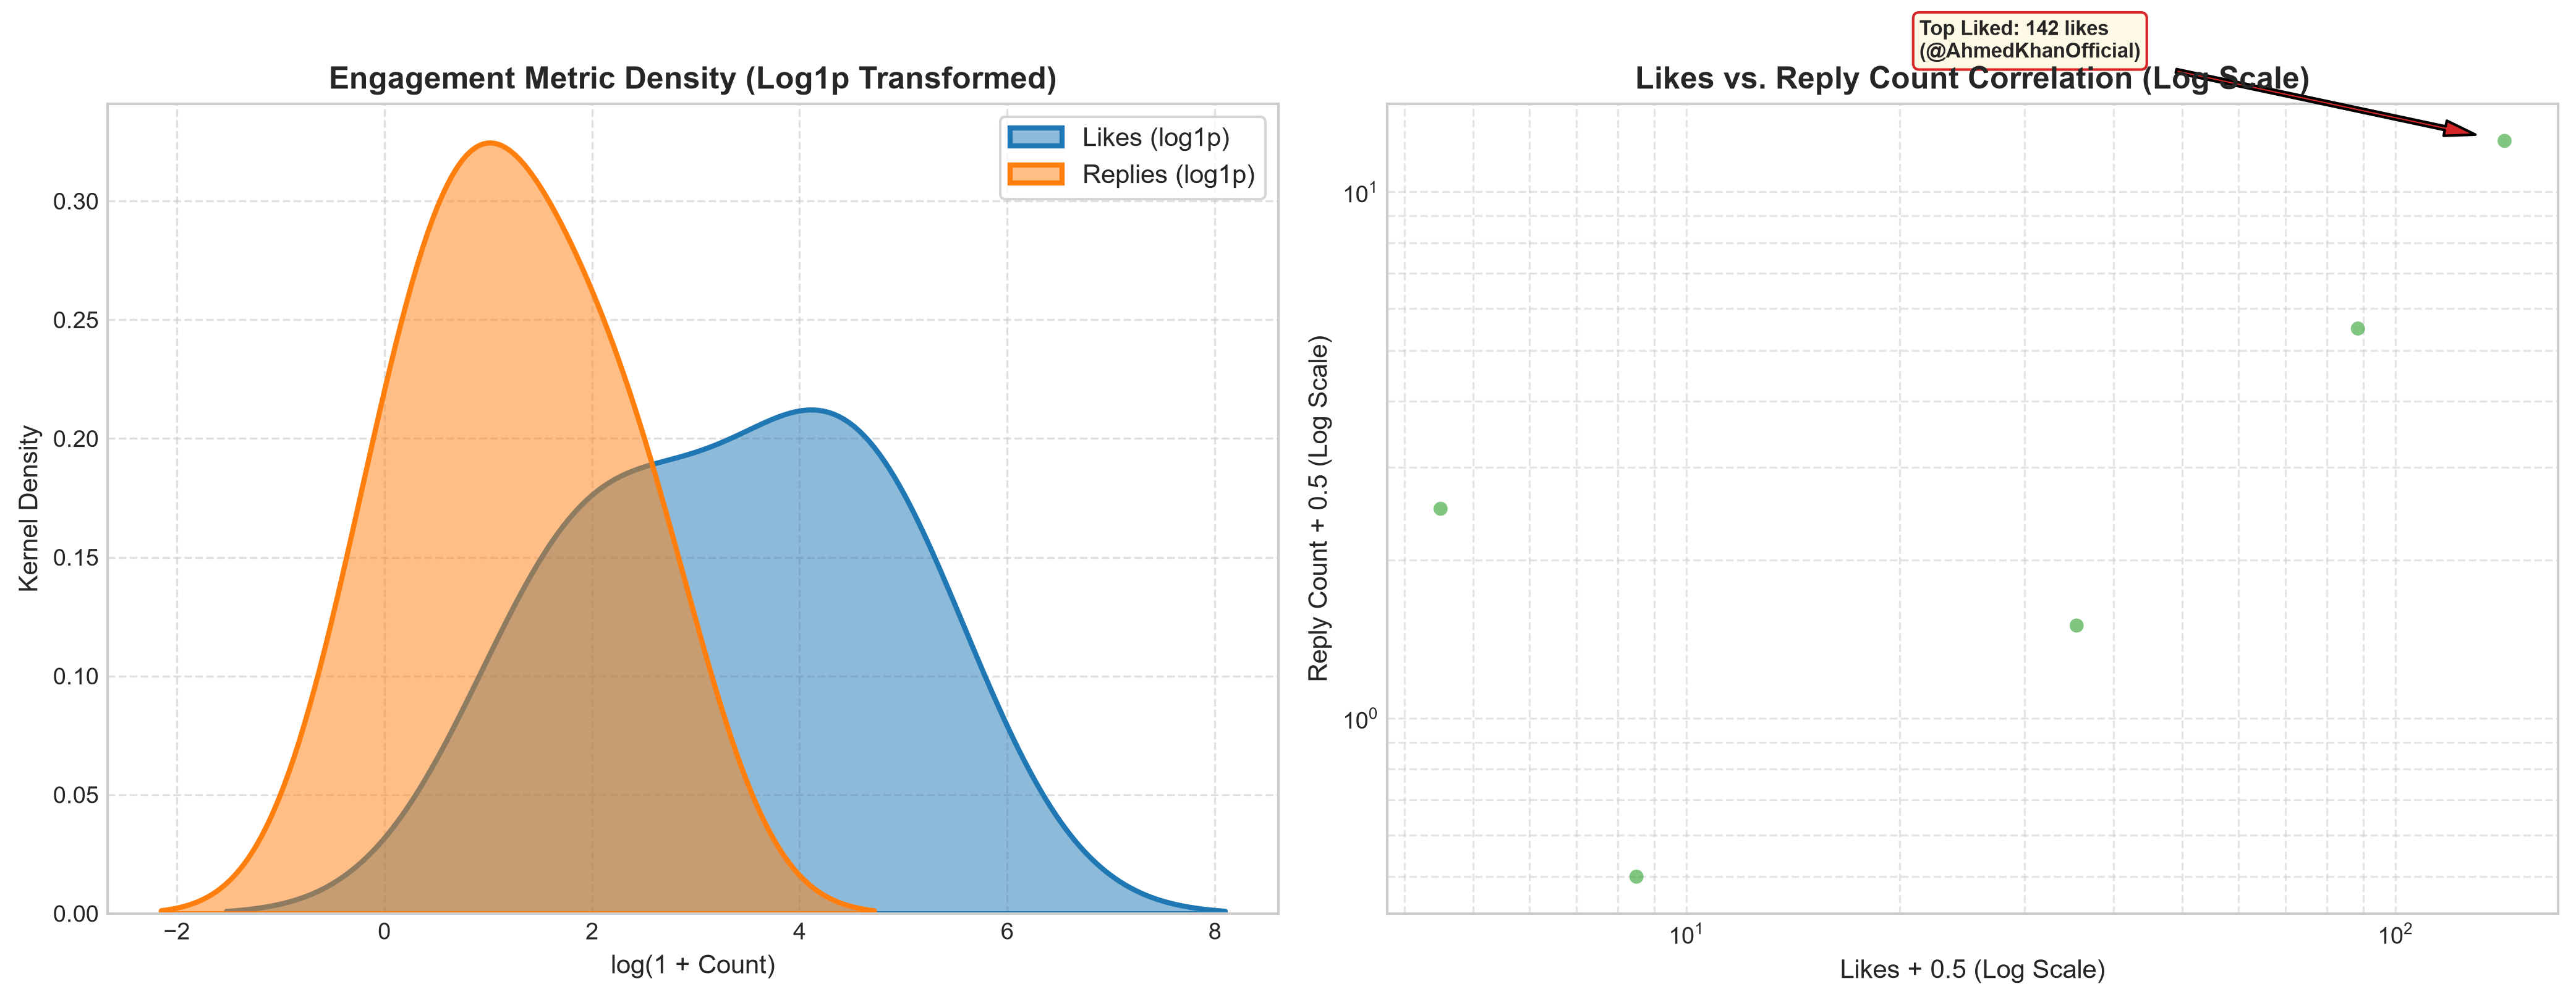 Engagement Metric Density (Log1p Transformed)
Likes (log1p)
Replies (log1p)
Kernel Density
0.30
0.25
0.20
0.15
0.10
0.05
0.00
−2
0
2
4
6
8
log(1 + Count)
Top Liked: 142 likes
(@AhmedKhanOfficial)
Likes vs. Reply Count Correlation (Log Scale)
Reply Count + 0.5 (Log Scale)
10¹
10⁰
10¹
10²
Likes + 0.5 (Log Scale)